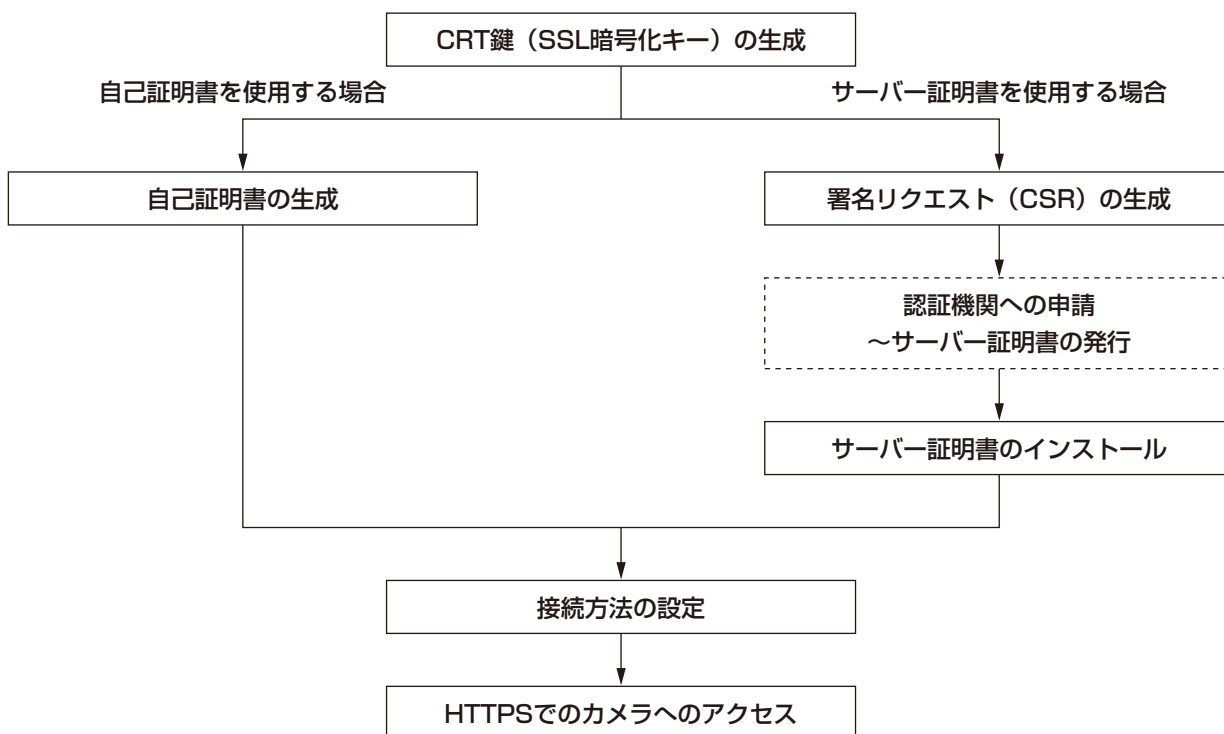 CRT鍵（SSL暗号化キー）の生成
自己証明書を使用する場合
サーバー証明書を使用する場合
自己証明書の生成
署名リクエスト（CSR）の生成
認証機関への申請
～サーバー証明書の発行
サーバー証明書のインストール
接続方法の設定
HTTPSでのカメラへのアクセス